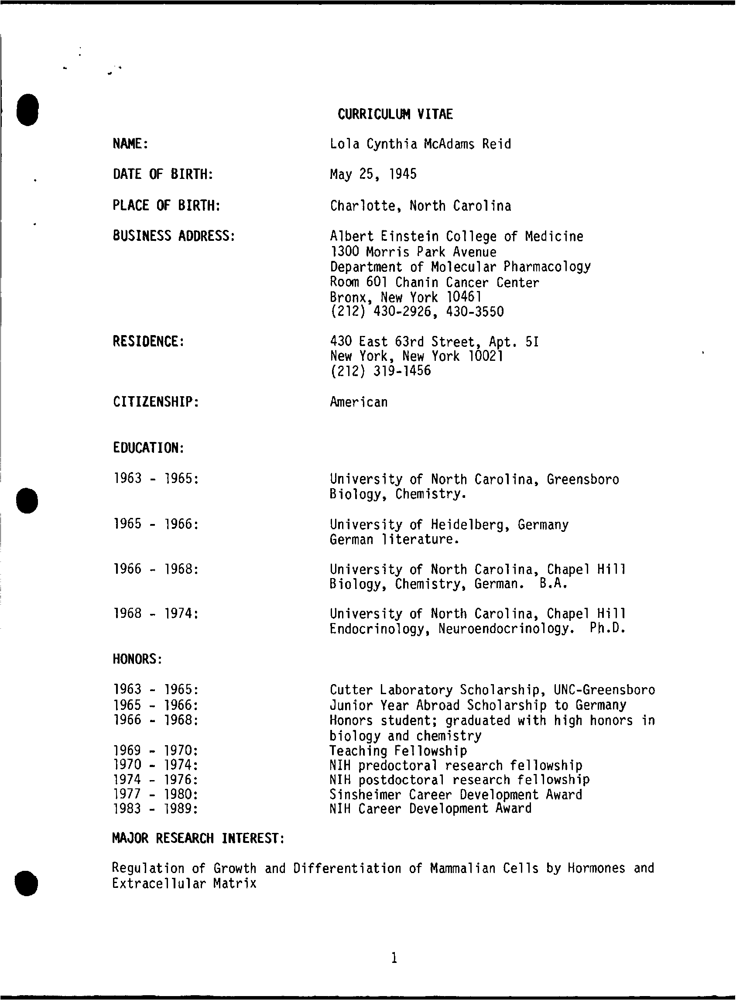 CURRICULUM VITAE
NAME: Lola Cynthia McAdams Reid
DATE OF BIRTH: May 25, 1945
PLACE OF BIRTH: Charlotte, North Carolina
BUSINESS ADDRESS: Albert Einstein College of Medicine
1300 Morris Park Avenue
Department of Molecular Pharmacology
Room 601 Chanin Cancer Center
Bronx, New York 10461
(212) 430-2926, 430-3550
RESIDENCE: 430 East 63rd Street, Apt. 5I
New York, New York 10021
(212) 319-1456
CITIZENSHIP: American
EDUCATION:
1963 - 1965: University of North Carolina, Greensboro
Biology, Chemistry.
1965 - 1966: University of Heidelberg, Germany
German literature.
1966 - 1968: University of North Carolina, Chapel Hill
Biology, Chemistry, German. B.A.
1968 - 1974: University of North Carolina, Chapel Hill
Endocrinology, Neuroendocrinology. Ph.D.
HONORS:
1963 - 1965: Cutter Laboratory Scholarship, UNC-Greensboro
1965 - 1966: Junior Year Abroad Scholarship to Germany
1966 - 1968: Honors student; graduated with high honors in
biology and chemistry
1969 - 1970: Teaching Fellowship
1970 - 1974: NIH predoctoral research fellowship
1974 - 1976: NIH postdoctoral research fellowship
1977 - 1980: Sinsheimer Career Development Award
1983 - 1989: NIH Career Development Award
MAJOR RESEARCH INTEREST:
Regulation of Growth and Differentiation of Mammalian Cells by Hormones and
Extracellular Matrix
1